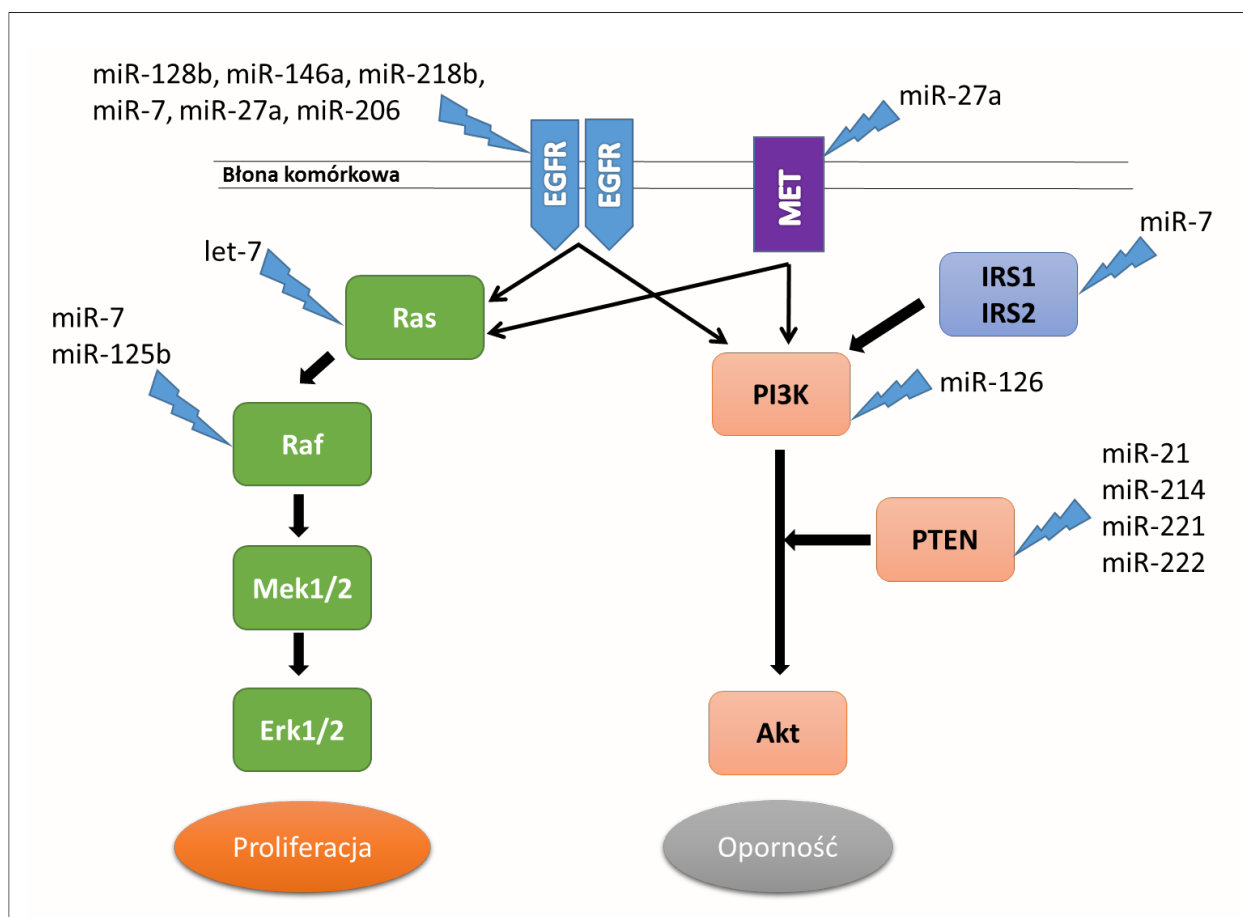 miR-128b, miR-146a, miR-218b,
miR-7, miR-27a, miR-206
miR-27a
EGFR
EGFR
MET
Błona komórkowa
miR-7
let-7
IRS1
IRS2
Ras
miR-7
miR-125b
PI3K
miR-126
Raf
miR-21
miR-214
miR-221
miR-222
PTEN
Mek1/2
Erk1/2
Akt
Proliferacja
Oporność